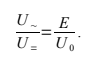 U~/U= = E/U₀.